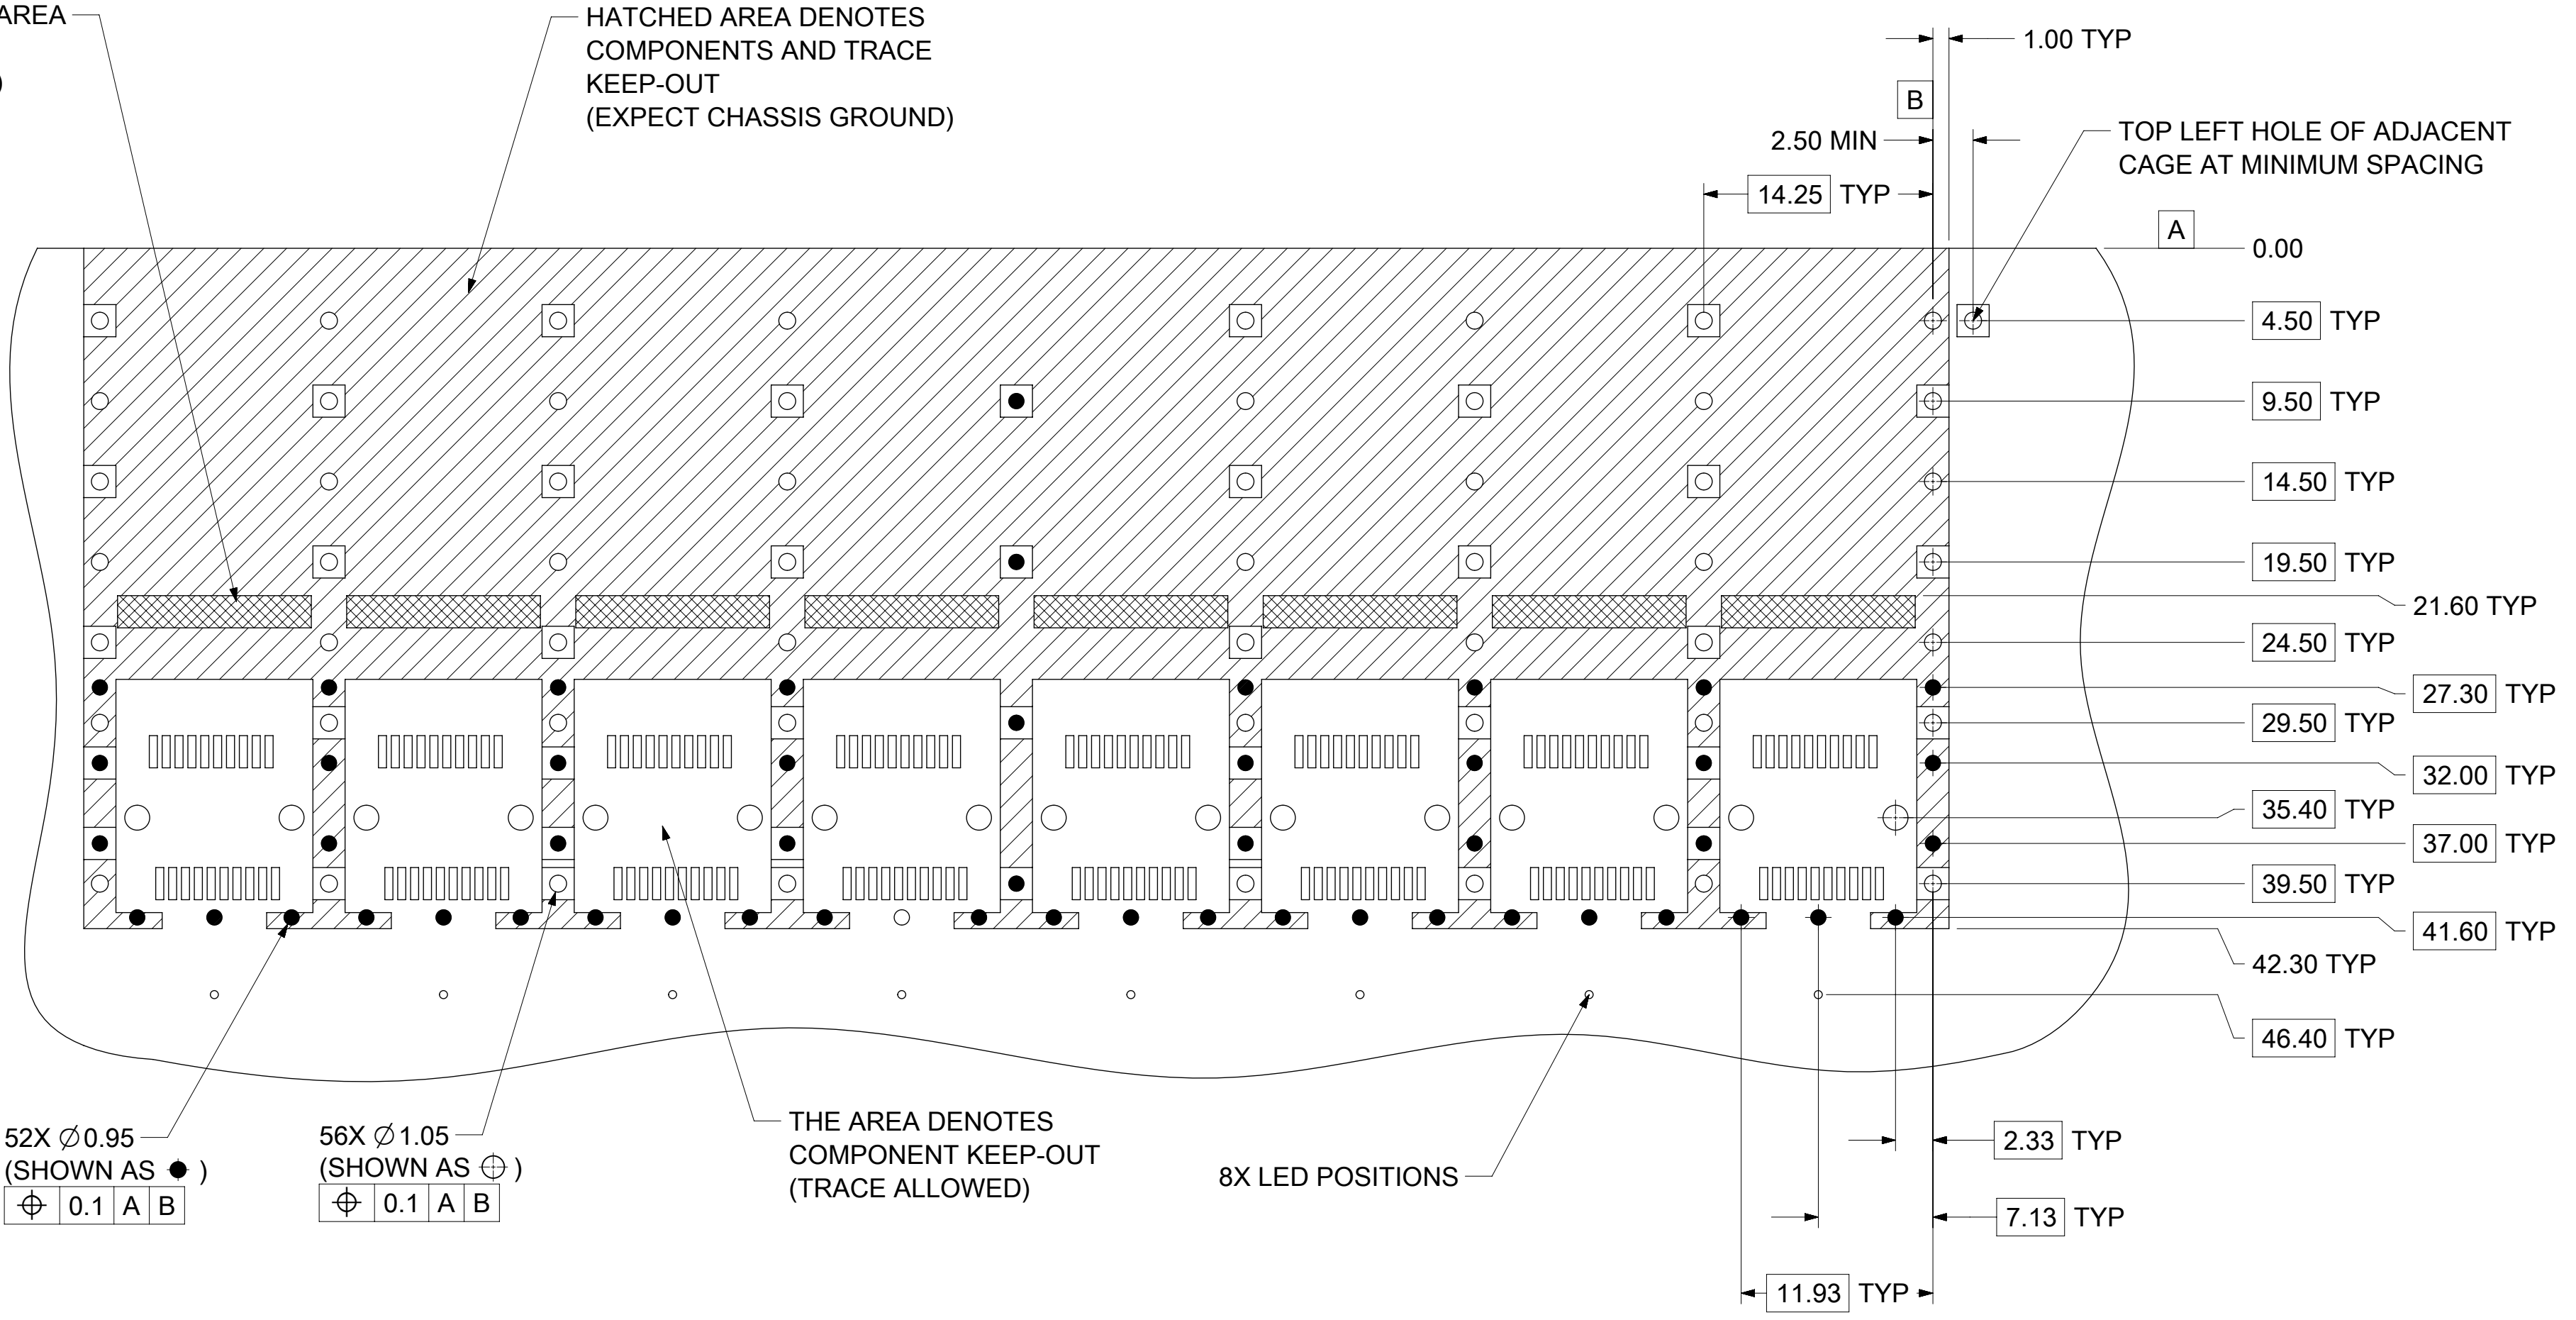 AREA
)
HATCHED AREA DENOTES
COMPONENTS AND TRACE
KEEP-OUT
(EXPECT CHASSIS GROUND)
1.00 TYP
B
2.50 MIN
14.25 TYP
TOP LEFT HOLE OF ADJACENT
CAGE AT MINIMUM SPACING
A
0.00
4.50 TYP
9.50 TYP
14.50 TYP
19.50 TYP
21.60 TYP
24.50 TYP
27.30 TYP
29.50 TYP
32.00 TYP
35.40 TYP
37.00 TYP
39.50 TYP
41.60 TYP
42.30 TYP
46.40 TYP
52X ∅0.95
(SHOWN AS ● )
⌖ 0.1 A B
56X ∅1.05
(SHOWN AS ⊕ )
⌖ 0.1 A B
THE AREA DENOTES
COMPONENT KEEP-OUT
(TRACE ALLOWED)
8X LED POSITIONS
2.33 TYP
7.13 TYP
11.93 TYP